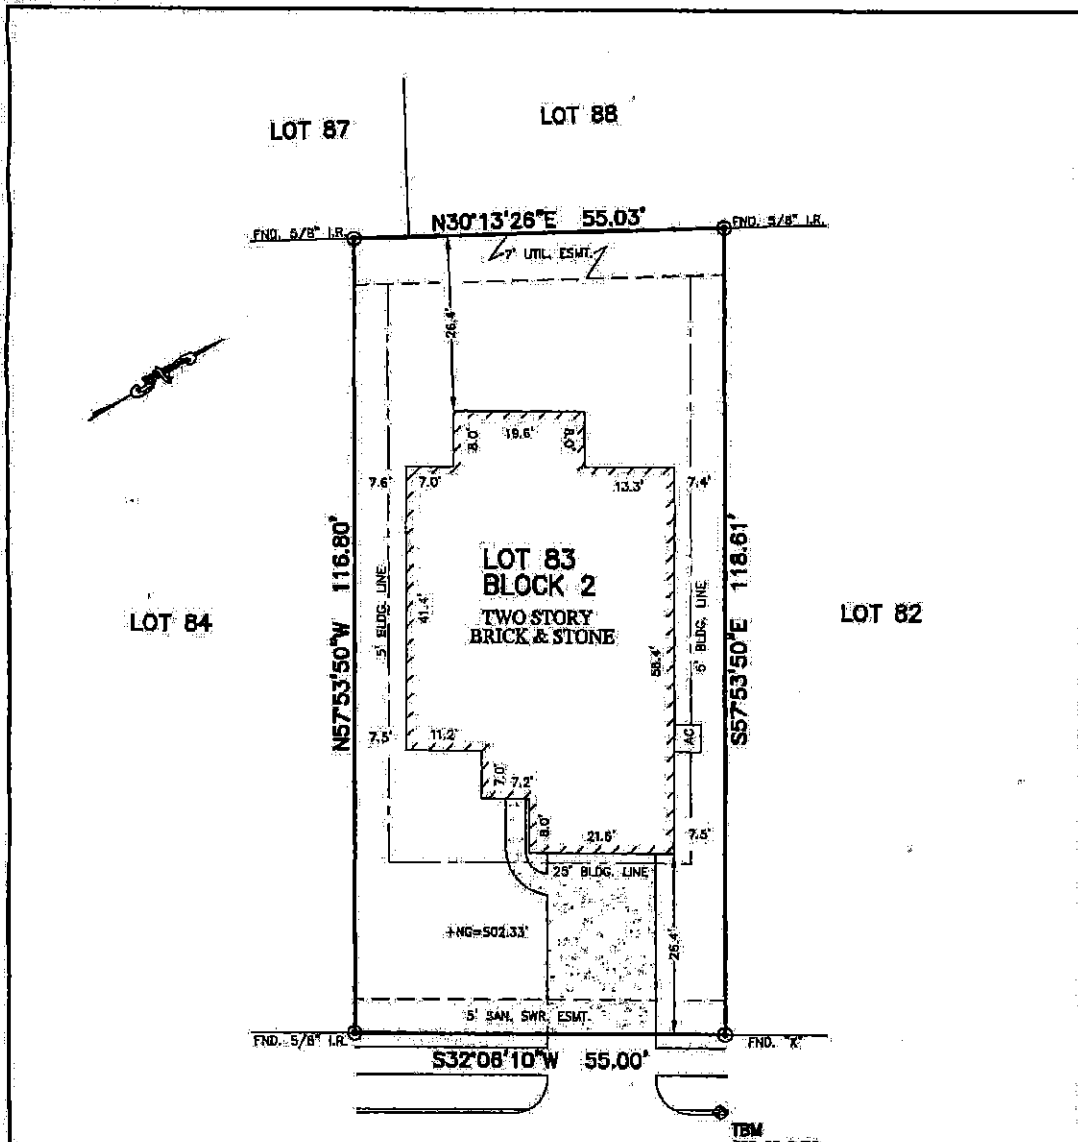 LOT 87
LOT 88
N30°13'26"E 55.03'
FND. 5/8" I.R.
FND. 5/8" I.R.
7' UTIL. ESMT.
26.4'
8.0'
19.6'
8.0'
7.6'
7.0'
13.3'
7.4'
N57°53'50"W 116.80'
5' BLDG. LINE
41.4'
LOT 83
BLOCK 2
TWO STORY
BRICK & STONE
58.4'
5' BLDG. LINE
S57°53'50"E 118.61'
LOT 84
LOT 82
7.5'
11.2'
7.0'
7.2'
AC
8.0'
21.6'
7.5'
25' BLDG. LINE
+NG=502.33'
26.4'
5' SAN. SWR. ESMT.
FND. 5/8" I.R.
FND. "X"
S32°06'10"W 55.00'
TBM